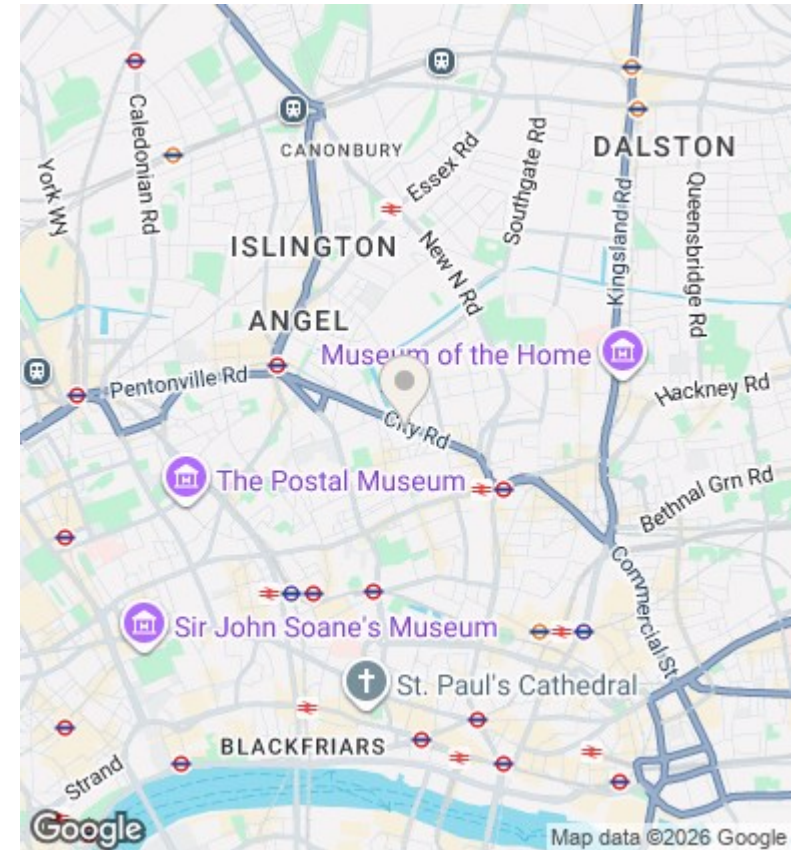 Caledonian Rd
York WY
CANONBURY
Essex Rd
Southgate Rd
DALSTON
Queensbridge Rd
Kingsland Rd
ISLINGTON
New N Rd
ANGEL
Museum of the Home
Pentonville Rd
Hackney Rd
City Rd
The Postal Museum
Bethnal Grn Rd
Commercial St
Sir John Soane's Museum
St. Paul's Cathedral
BLACKFRIARS
Strand
Google
Map data ©2026 Google